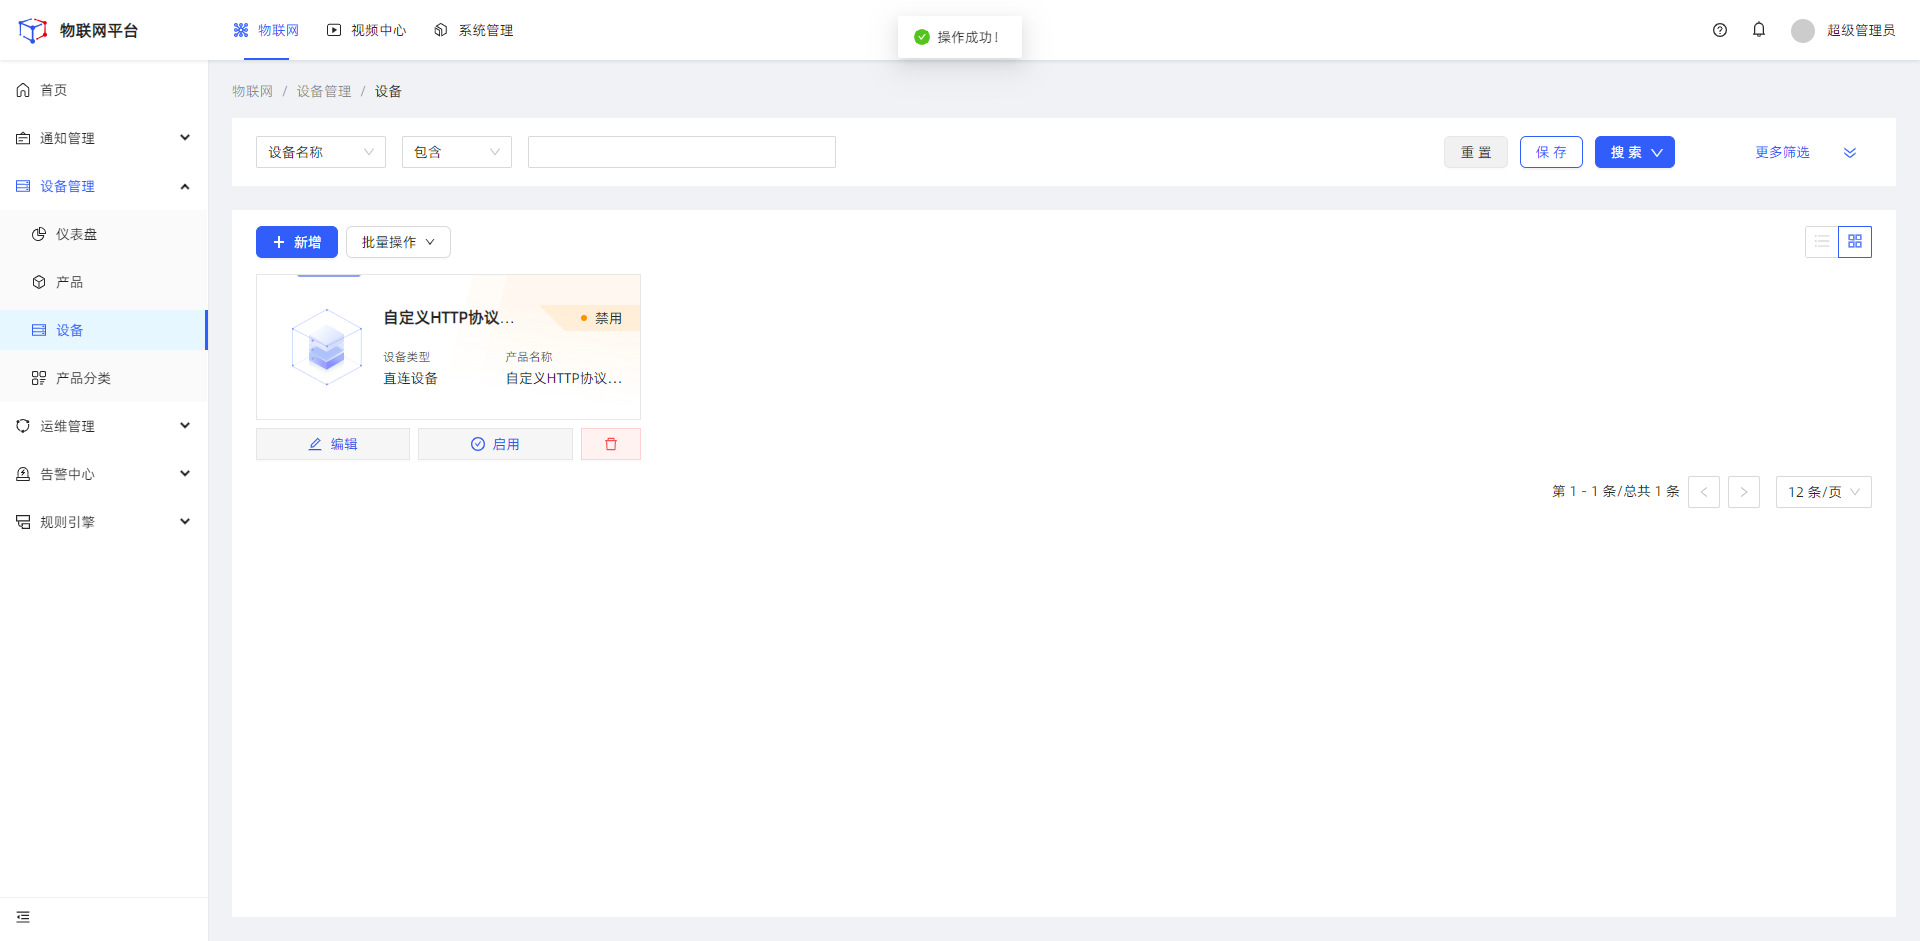 物联网平台
物联网
视频中心
系统管理
操作成功！
超级管理员
首页
通知管理
设备管理
仪表盘
产品
设备
产品分类
运维管理
告警中心
规则引擎
物联网 / 设备管理 / 设备
设备名称
包含
重 置
保 存
搜 索
更多筛选
新增
批量操作
自定义HTTP协议...
禁用
设备类型
产品名称
直连设备
自定义HTTP协议...
编辑
启用
第 1 - 1 条/总共 1 条
12 条/页